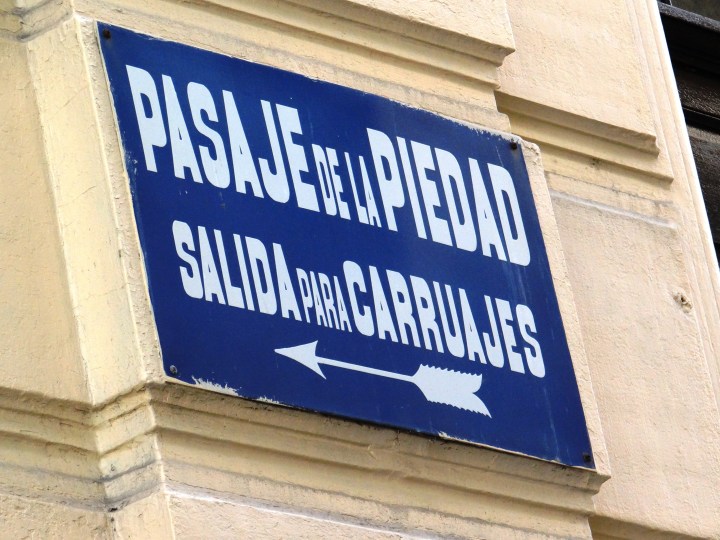 PASAJE DE LA PIEDAD
SALIDA PARA CARRUAJES